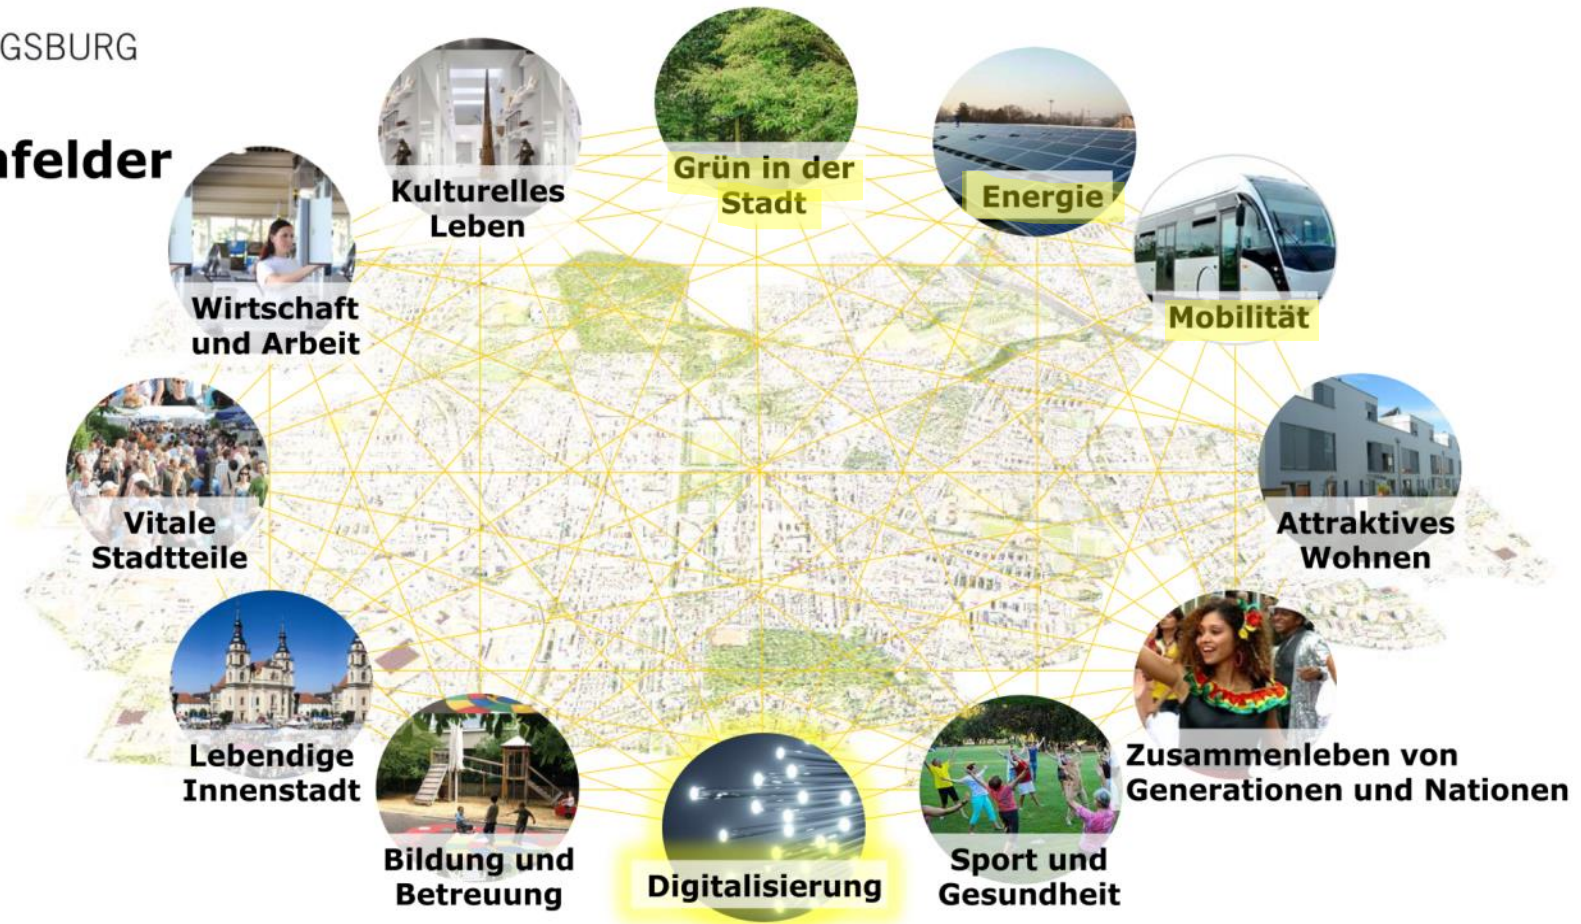 GSBURG
nfelder
Kulturelles
Leben
Grün in der
Stadt
Energie
Mobilität
Wirtschaft
und Arbeit
Vitale
Stadtteile
Attraktives
Wohnen
Lebendige
Innenstadt
Zusammenleben von
Generationen und Nationen
Bildung und
Betreuung
Digitalisierung
Sport und
Gesundheit